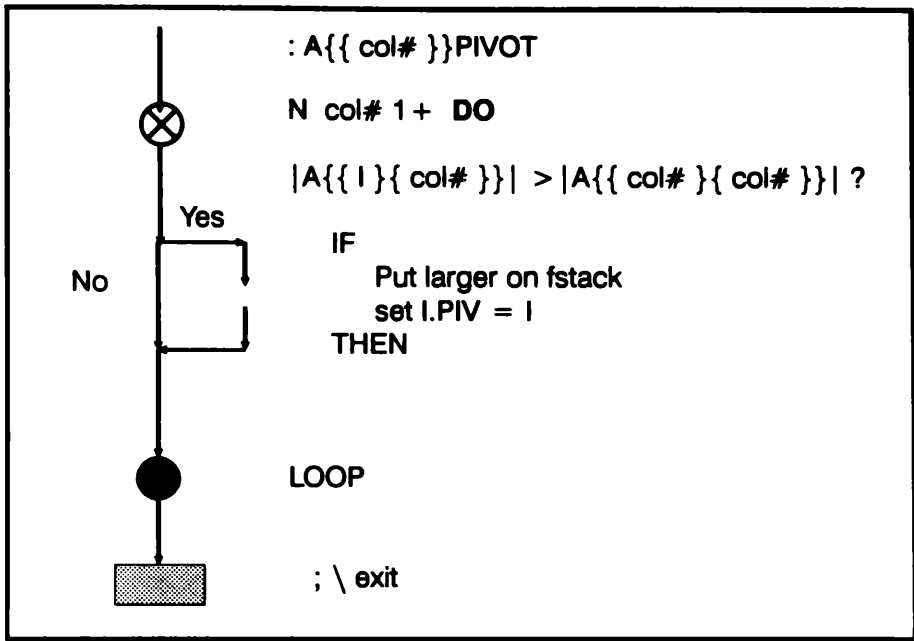 : A{{ col# }}PIVOT
N col# 1 + DO
|A{{ I }{ col# }}| > |A{{ col# }{ col# }}| ?
Yes
IF
No
Put larger on fstack
set I.PIV = I
THEN
LOOP
; \ exit